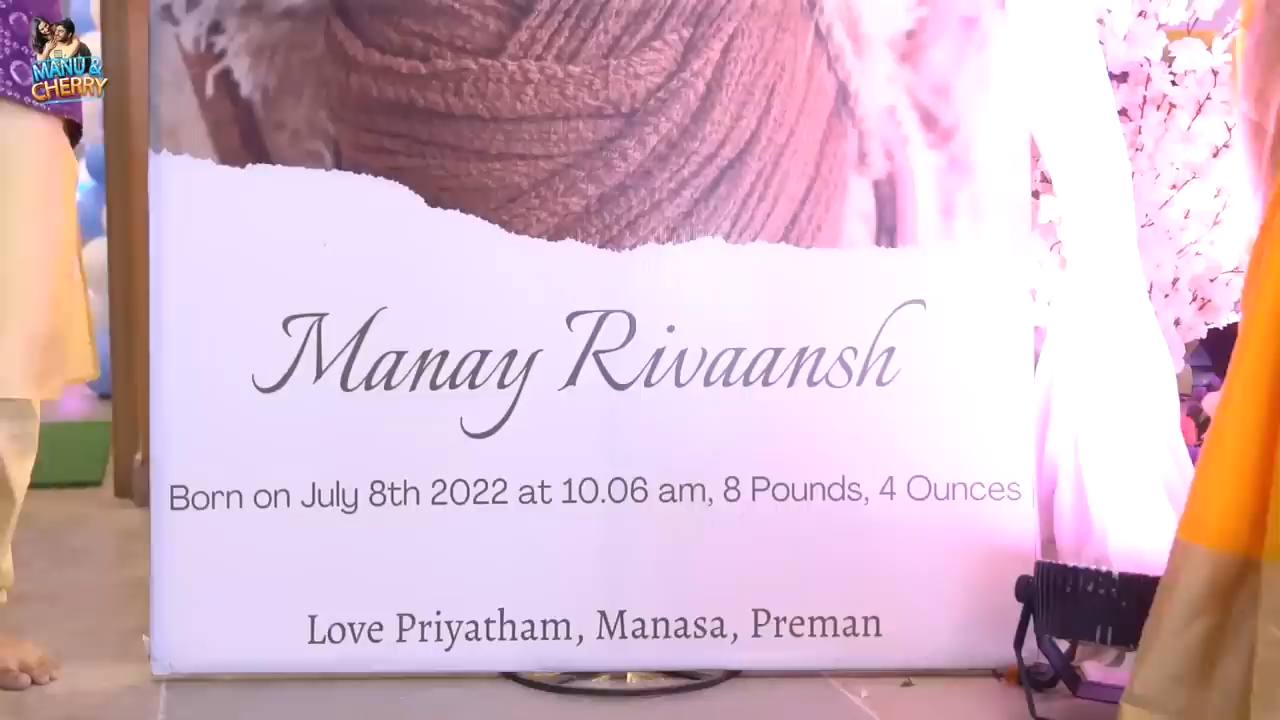 MANU &
CHERRY
Manay Rivaansh
Born on July 8th 2022 at 10.06 am, 8 Pounds, 4 Ounces
Love Priyatham, Manasa, Preman